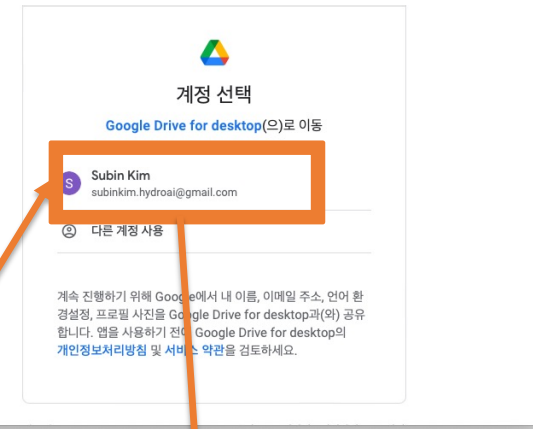 계정 선택
Google Drive for desktop(으)로 이동
S
Subin Kim
subinkim.hydroai@gmail.com
다른 계정 사용
계속 진행하기 위해 Google에서 내 이름, 이메일 주소, 언어 환
경설정, 프로필 사진을 Google Drive for desktop과(와) 공유
합니다. 앱을 사용하기 전에 Google Drive for desktop의
개인정보처리방침 및 서비스 약관을 검토하세요.